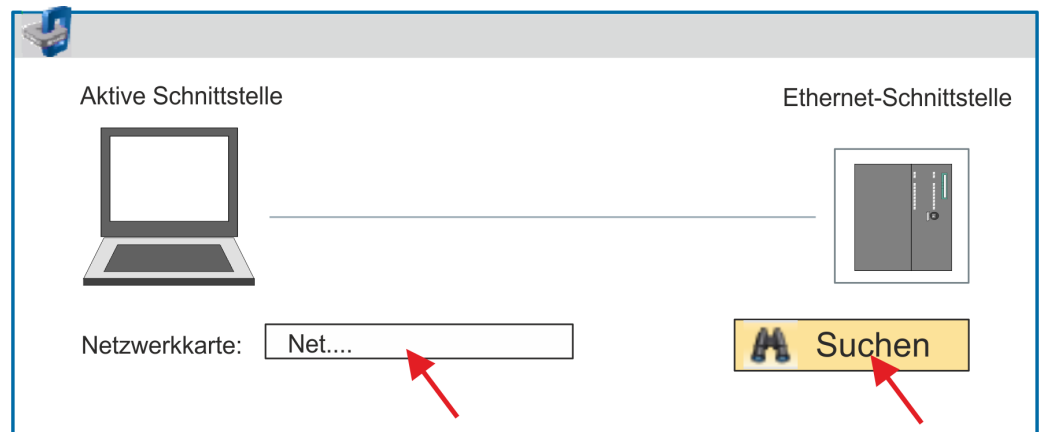 Aktive Schnittstelle
Ethernet-Schnittstelle
Netzwerkkarte:
Net....
Suchen